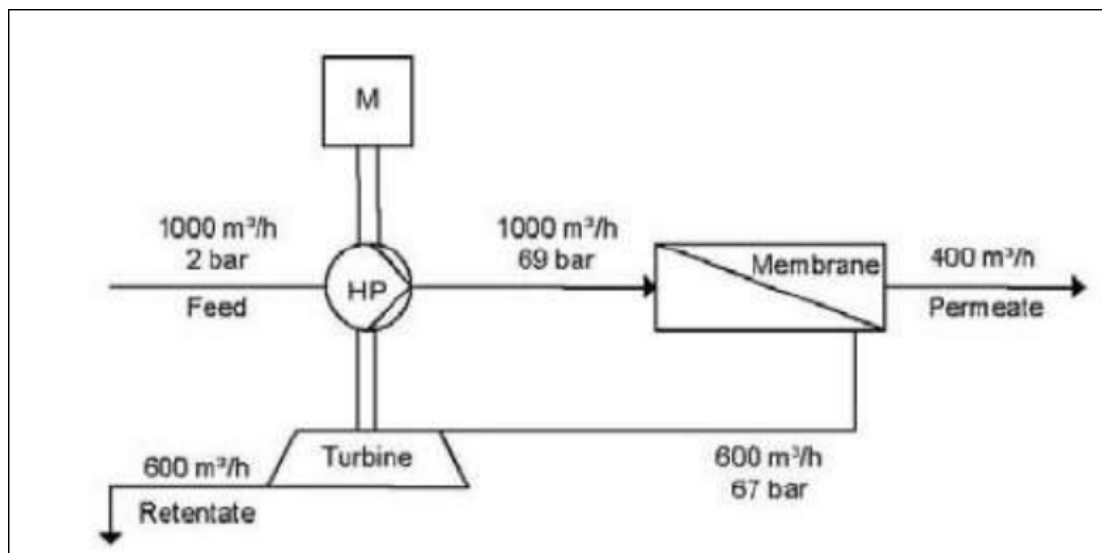 M
1000 m³/h
2 bar
Feed
HP
1000 m³/h
69 bar
Membrane
400 m³/h
Permeate
600 m³/h
Retentate
Turbine
600 m³/h
67 bar